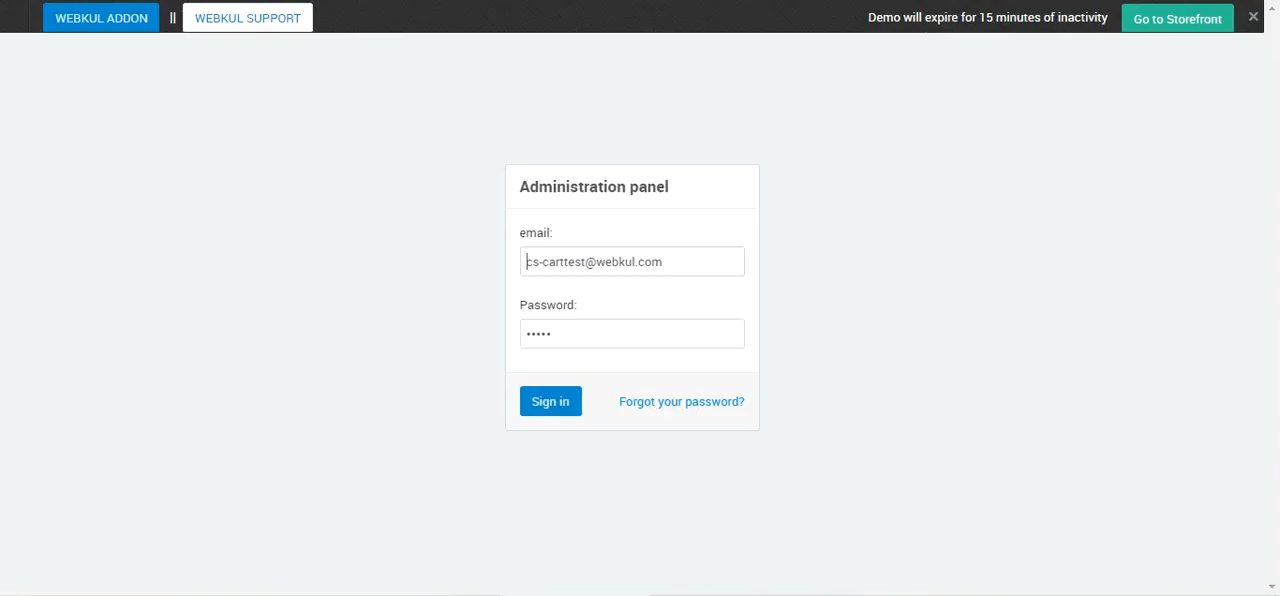 WEBKUL ADDON || WEBKUL SUPPORT Demo will expire for 15 minutes of inactivity Go to Storefront ×
Administration panel
email:
cs-carttest@webkul.com
Password:
•••••
Sign in Forgot your password?